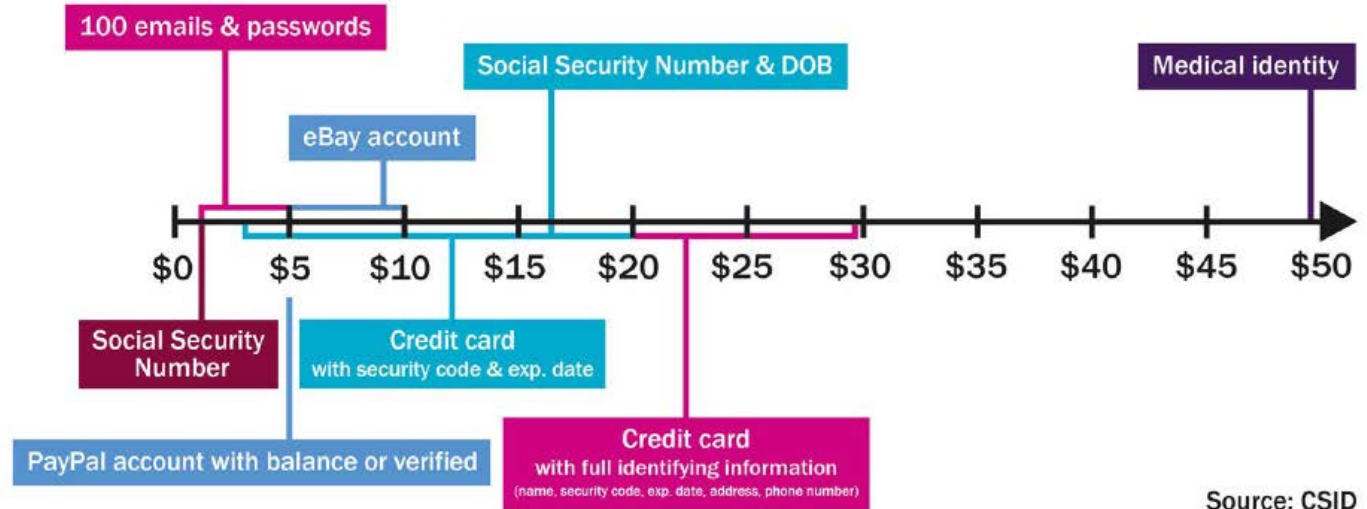 100 emails & passwords
Social Security Number & DOB
Medical identity
eBay account
$0 $5 $10 $15 $20 $25 $30 $35 $40 $45 $50
Social Security
Number
Credit card
with security code & exp. date
PayPal account with balance or verified
Credit card
with full identifying information
(name, security code, exp. date, address, phone number)
Source: CSID